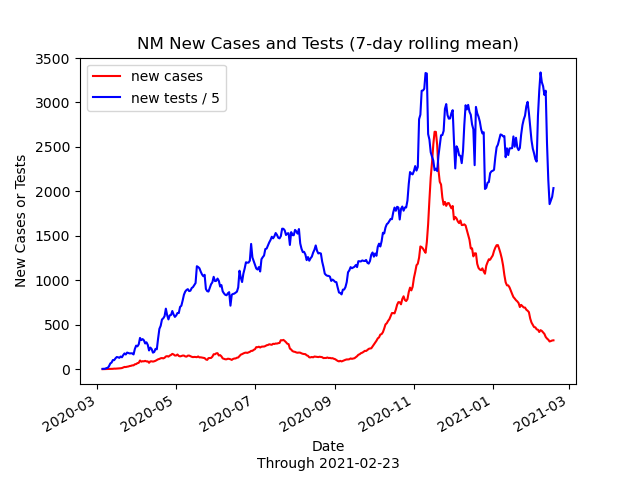 NM New Cases and Tests (7-day rolling mean)
new cases
new tests / 5
New Cases or Tests
3500
3000
2500
2000
1500
1000
500
0
2020-03
2020-05
2020-07
2020-09
2020-11
2021-01
2021-03
Date
Through 2021-02-23